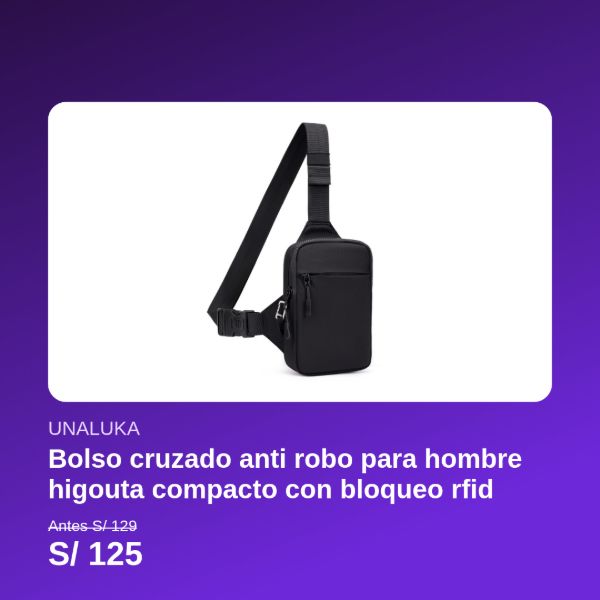 UNALUKA
Bolso cruzado anti robo para hombre
higouta compacto con bloqueo rfid
Antes S/ 129
S/ 125